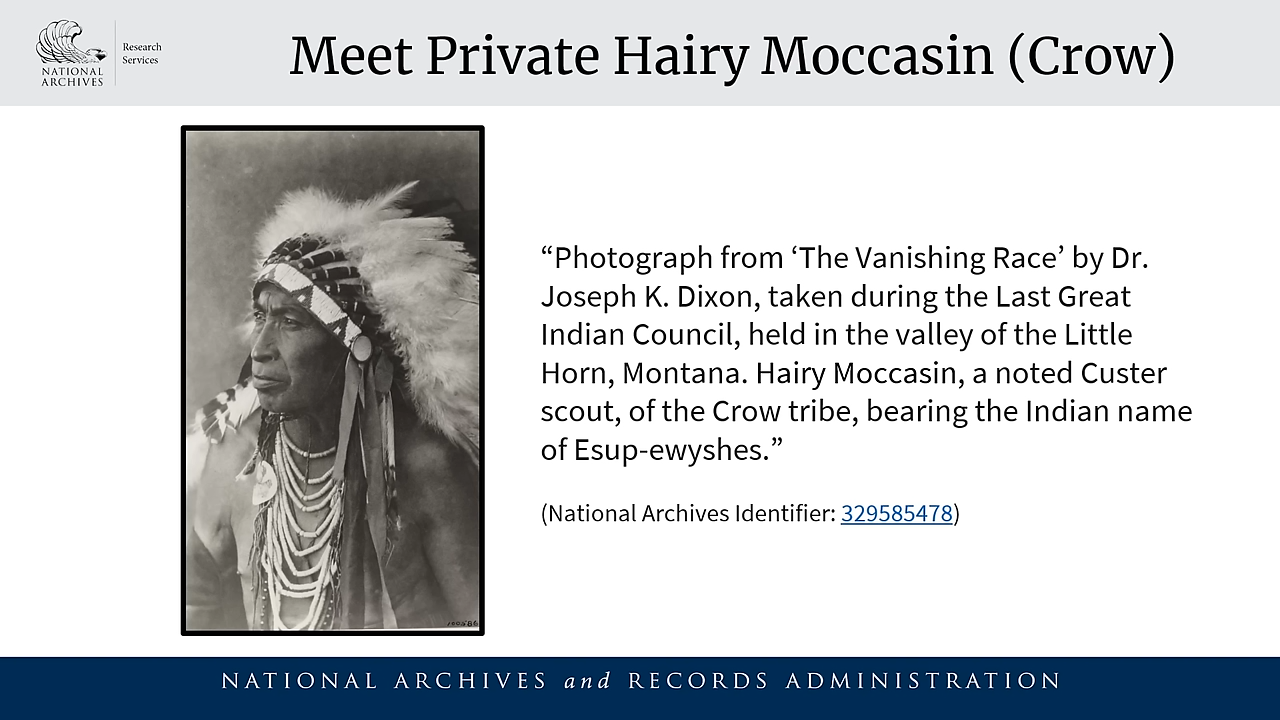 NATIONAL
ARCHIVES
Research
Services
Meet Private Hairy Moccasin (Crow)
“Photograph from ‘The Vanishing Race’ by Dr.
Joseph K. Dixon, taken during the Last Great
Indian Council, held in the valley of the Little
Horn, Montana. Hairy Moccasin, a noted Custer
scout, of the Crow tribe, bearing the Indian name
of Esup-ewyshes.”
(National Archives Identifier: 329585478)
NATIONAL ARCHIVES and RECORDS ADMINISTRATION